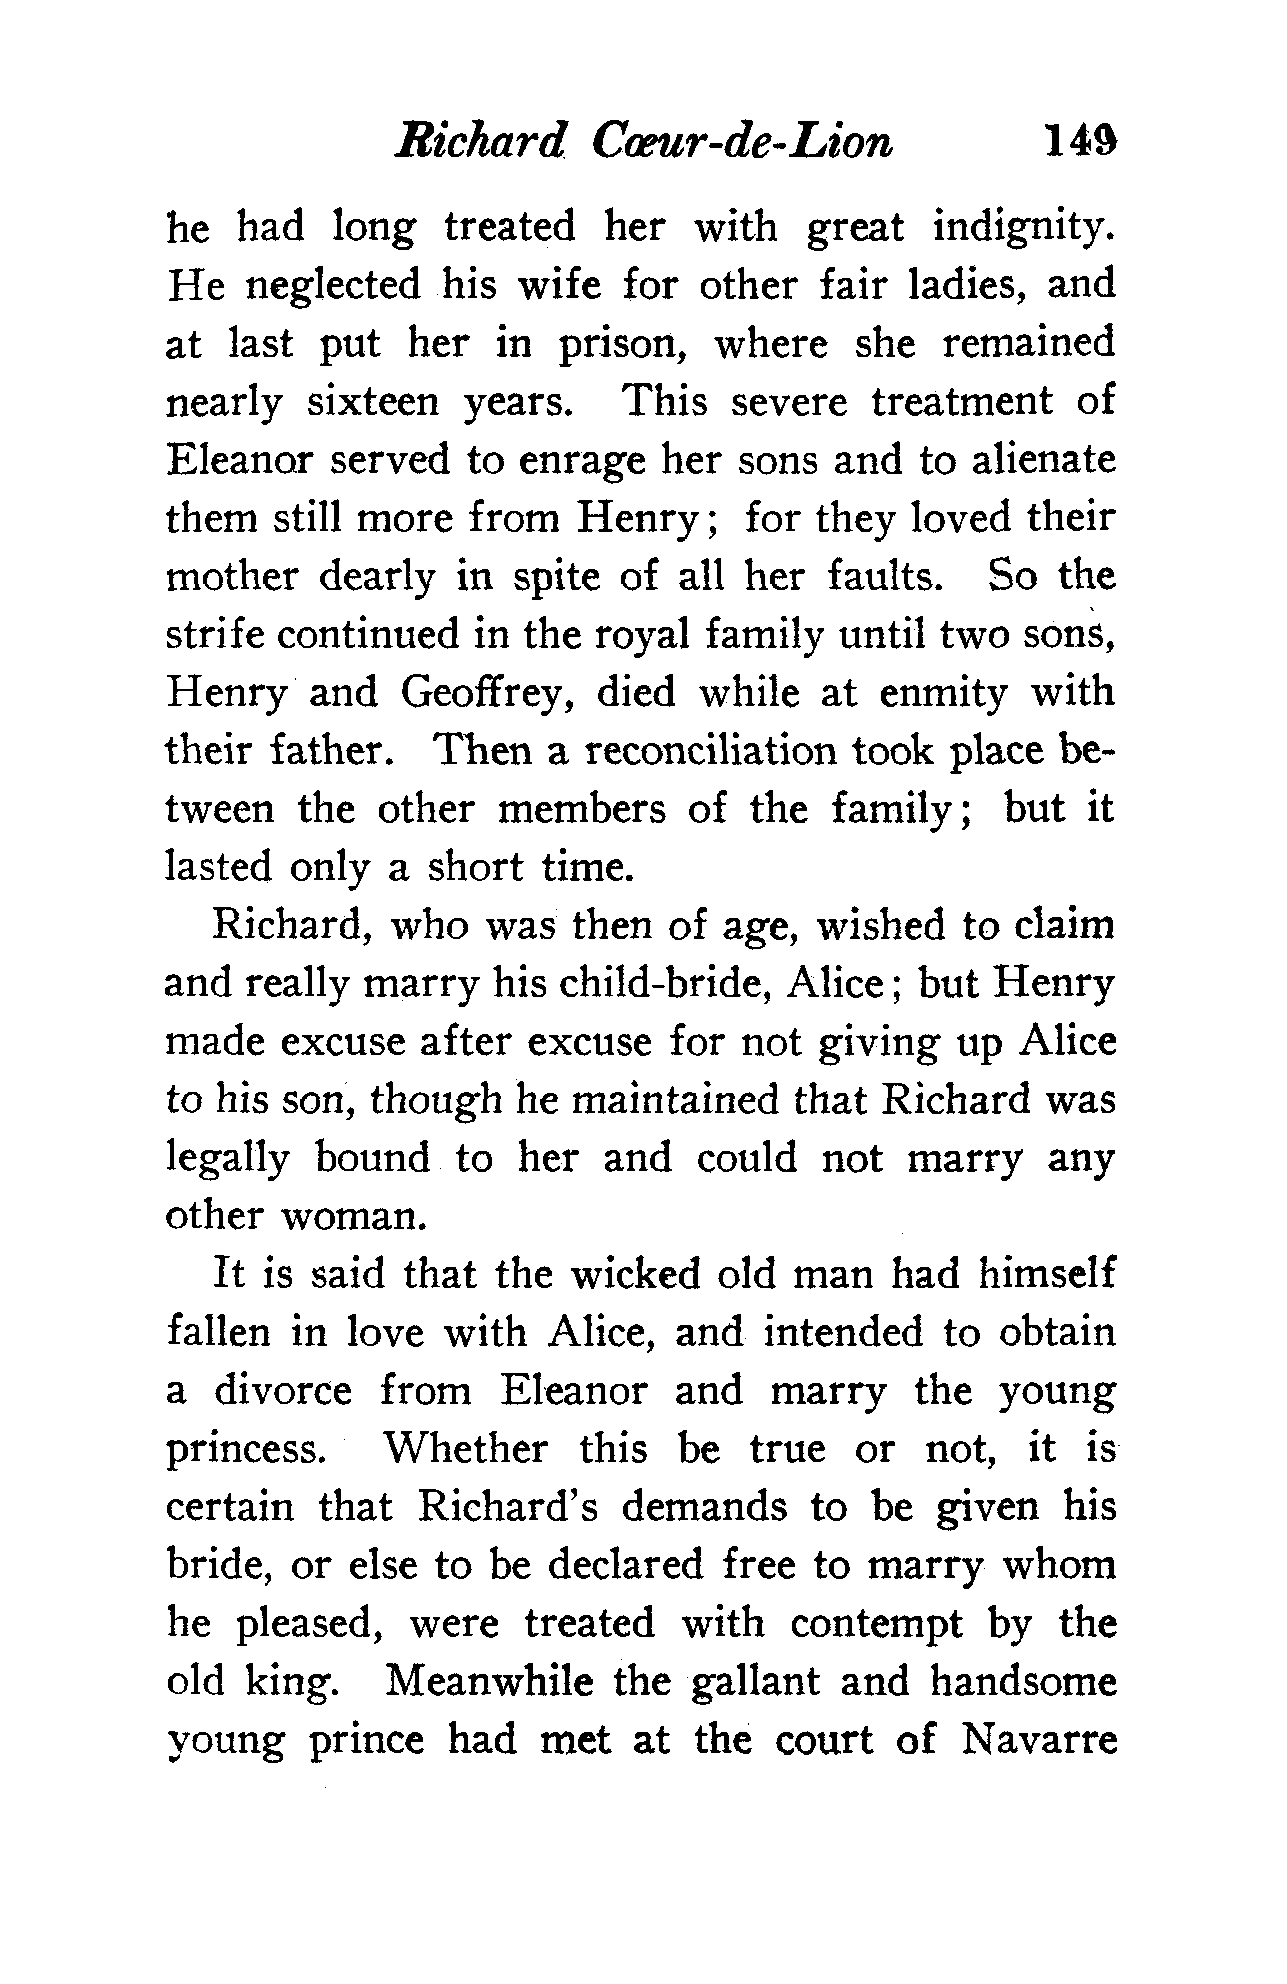 Richard Cœur-de-Lion 149
he had long treated her with great indignity.
He neglected his wife for other fair ladies, and
at last put her in prison, where she remained
nearly sixteen years. This severe treatment of
Eleanor served to enrage her sons and to alienate
them still more from Henry; for they loved their
mother dearly in spite of all her faults. So the
strife continued in the royal family until two sons,
Henry and Geoffrey, died while at enmity with
their father. Then a reconciliation took place be-
tween the other members of the family; but it
lasted only a short time.
Richard, who was then of age, wished to claim
and really marry his child-bride, Alice; but Henry
made excuse after excuse for not giving up Alice
to his son, though he maintained that Richard was
legally bound to her and could not marry any
other woman.
It is said that the wicked old man had himself
fallen in love with Alice, and intended to obtain
a divorce from Eleanor and marry the young
princess. Whether this be true or not, it is
certain that Richard's demands to be given his
bride, or else to be declared free to marry whom
he pleased, were treated with contempt by the
old king. Meanwhile the gallant and handsome
young prince had met at the court of Navarre